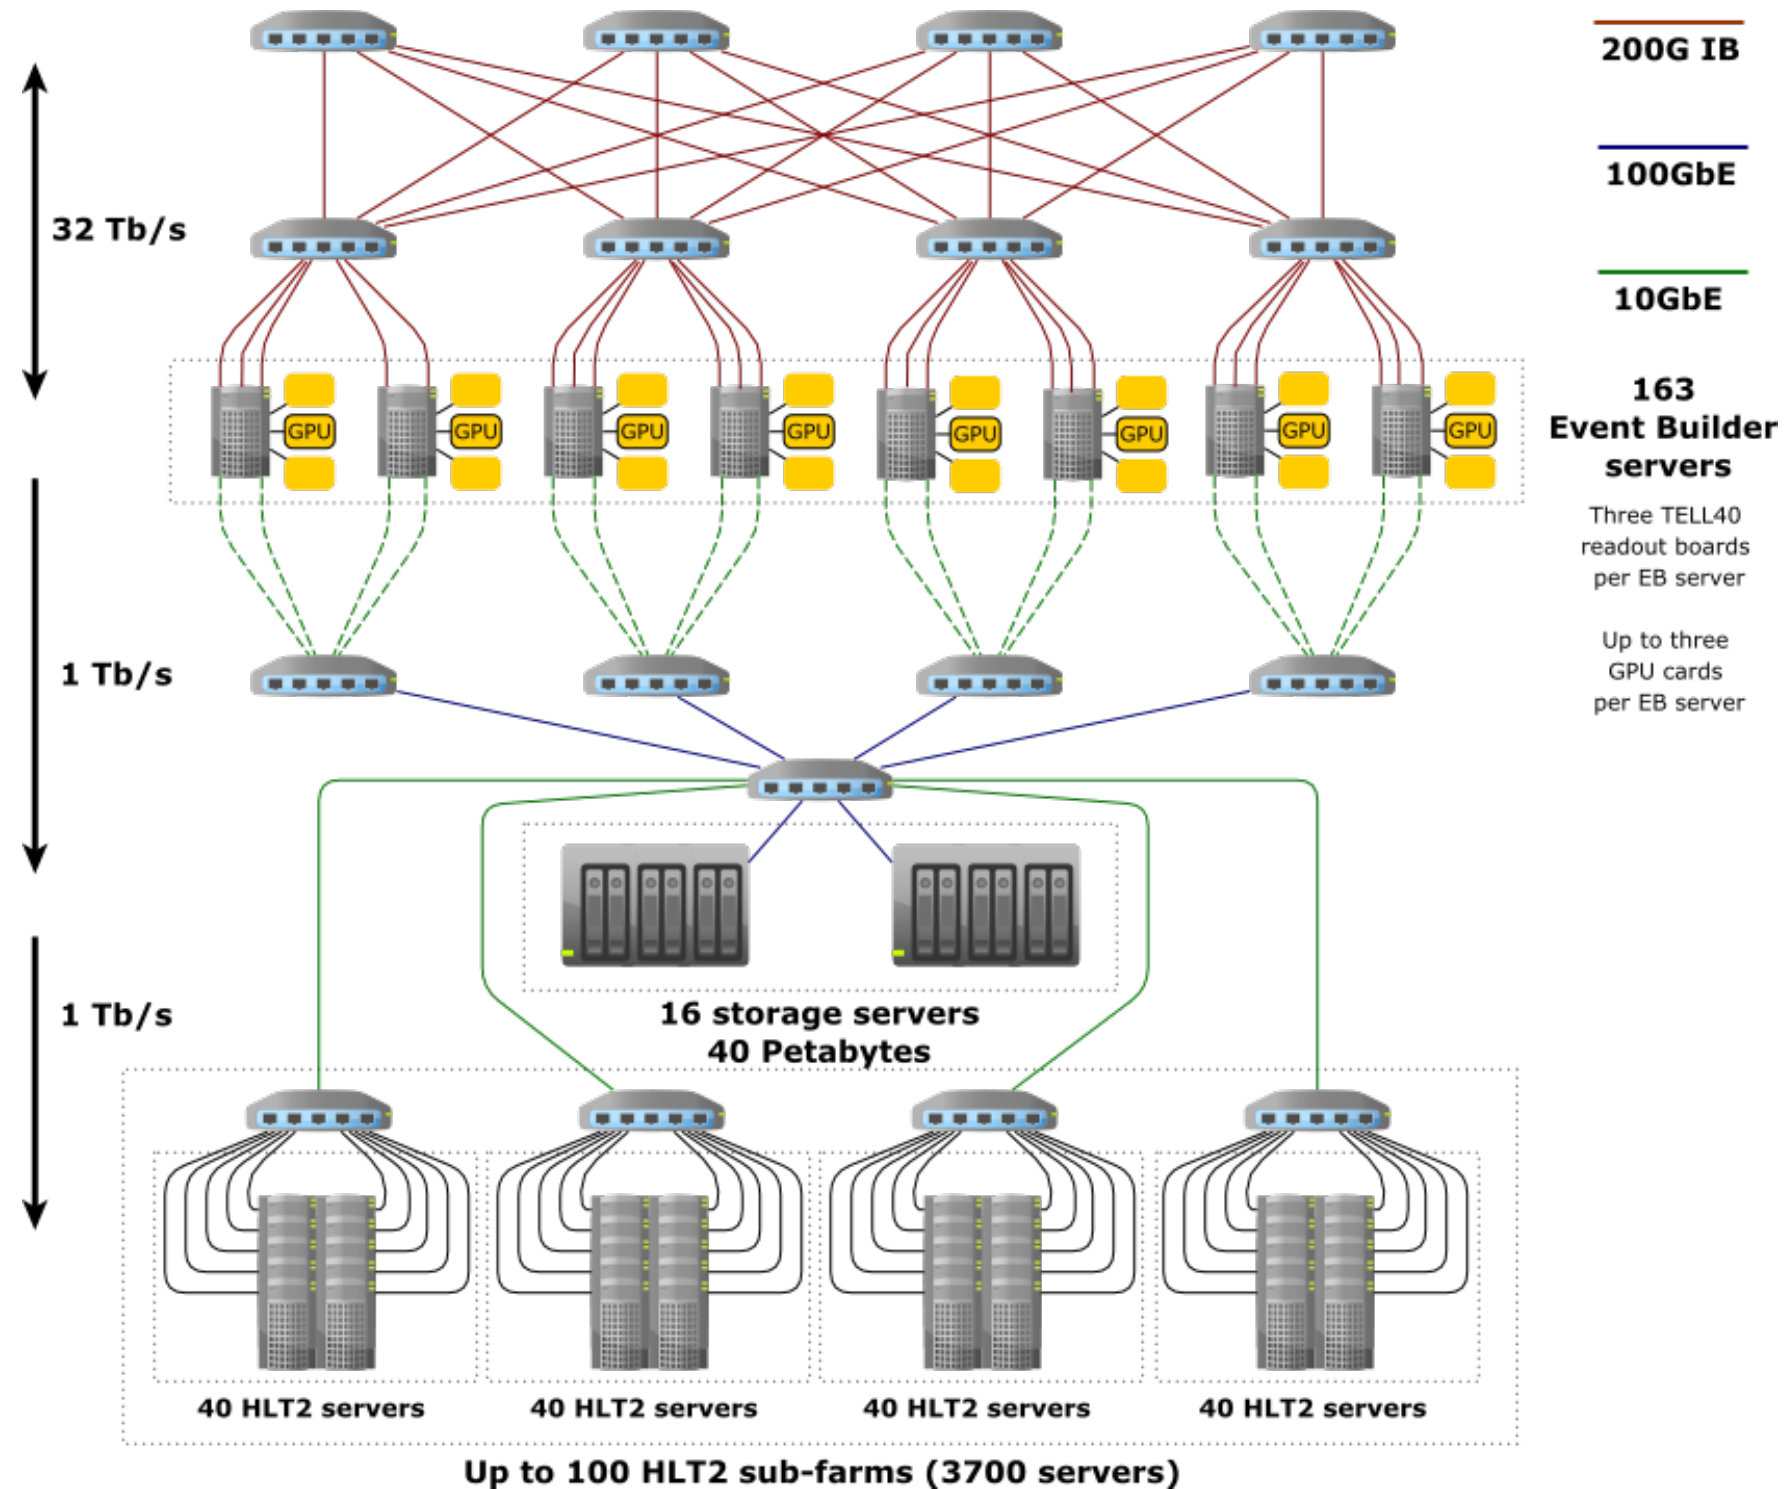 200G IB
100GbE
32 Tb/s
10GbE
163
Event Builder
servers
GPU GPU GPU GPU GPU GPU GPU GPU
Three TELL40
readout boards
per EB server
Up to three
GPU cards
per EB server
1 Tb/s
1 Tb/s
16 storage servers
40 Petabytes
40 HLT2 servers 40 HLT2 servers 40 HLT2 servers 40 HLT2 servers
Up to 100 HLT2 sub-farms (3700 servers)